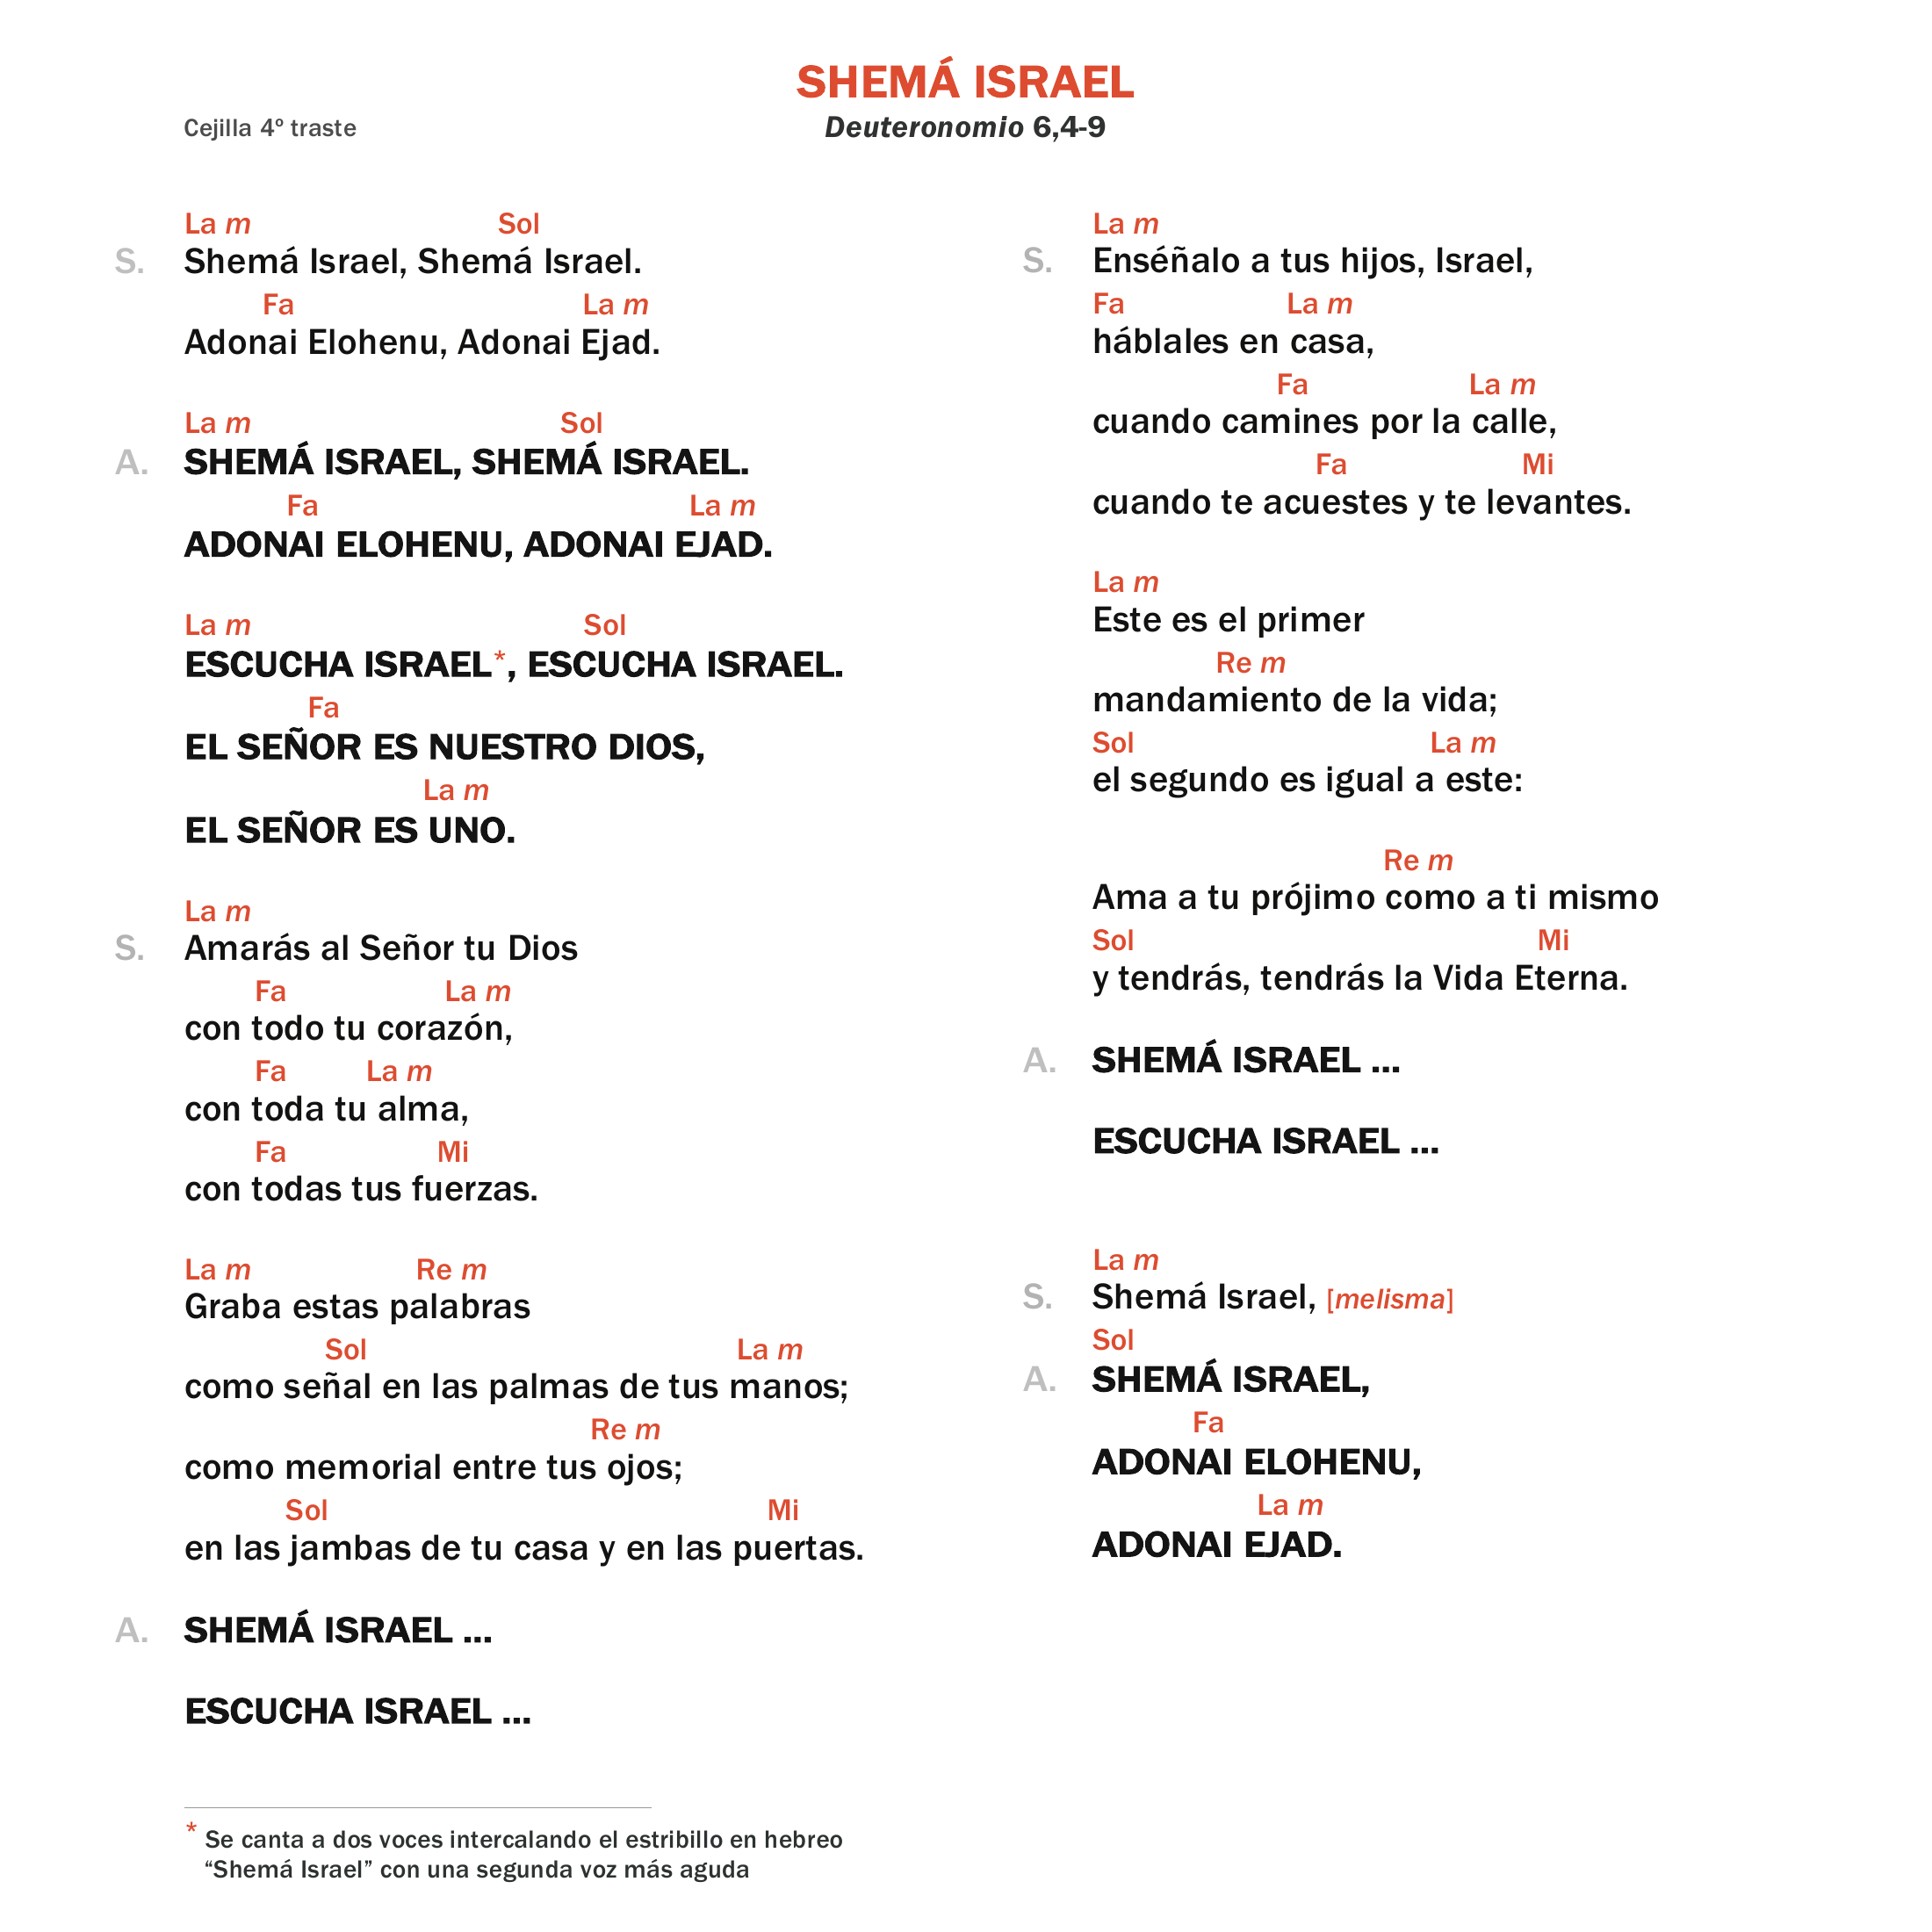 SHEMÁ ISRAEL
Cejilla 4º traste
Deuteronomio 6,4-9
La m Sol
S. Shemá Israel, Shemá Israel.
Fa La m
Adonai Elohenu, Adonai Ejad.
La m Sol
A. SHEMÁ ISRAEL, SHEMÁ ISRAEL.
Fa La m
ADONAI ELOHENU, ADONAI EJAD.
La m Sol
ESCUCHA ISRAEL*, ESCUCHA ISRAEL.
Fa
EL SEÑOR ES NUESTRO DIOS,
La m
EL SEÑOR ES UNO.
La m
S. Amarás al Señor tu Dios
Fa La m
con todo tu corazón,
Fa La m
con toda tu alma,
Fa Mi
con todas tus fuerzas.
La m Re m
Graba estas palabras
Sol La m
como señal en las palmas de tus manos;
Re m
como memorial entre tus ojos;
Sol Mi
en las jambas de tu casa y en las puertas.
A. SHEMÁ ISRAEL ...
ESCUCHA ISRAEL ...
* Se canta a dos voces intercalando el estribillo en hebreo
“Shemá Israel” con una segunda voz más aguda
La m
S. Enséñalo a tus hijos, Israel,
Fa La m
háblales en casa,
Fa La m
cuando camines por la calle,
Fa Mi
cuando te acuestes y te levantes.
La m
Este es el primer
Re m
mandamiento de la vida;
Sol La m
el segundo es igual a este:
Re m
Ama a tu prójimo como a ti mismo
Sol Mi
y tendrás, tendrás la Vida Eterna.
A. SHEMÁ ISRAEL ...
ESCUCHA ISRAEL ...
La m
S. Shemá Israel, [melisma]
Sol
A. SHEMÁ ISRAEL,
Fa
ADONAI ELOHENU,
La m
ADONAI EJAD.